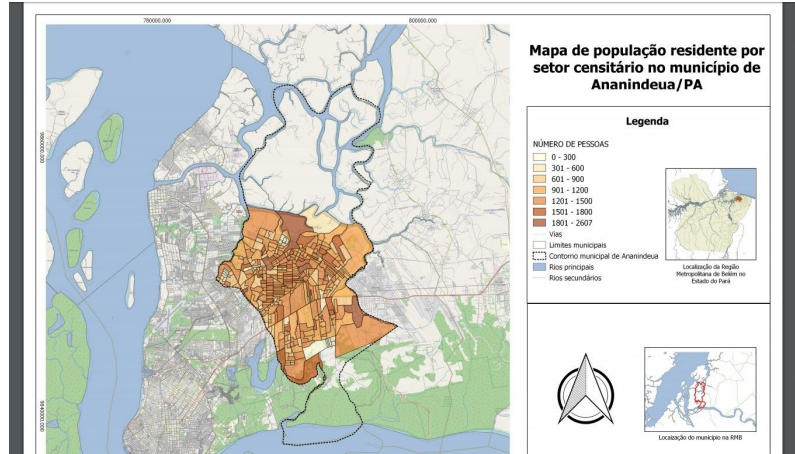 780000.000
800000.000
Mapa de população residente por
setor censitário no município de
Ananindeua/PA
Legenda
NÚMERO DE PESSOAS
0 - 300
301 - 600
601 - 900
901 - 1200
1201 - 1500
1501 - 1800
1801 - 2607
Vias
Limites municipais
Contorno municipal de Ananindeua
Rios principais
Rios secundários
Localização da Região
Metropolitana de Belém no
Estado do Pará
9840000.000
Locaização do município na RMB